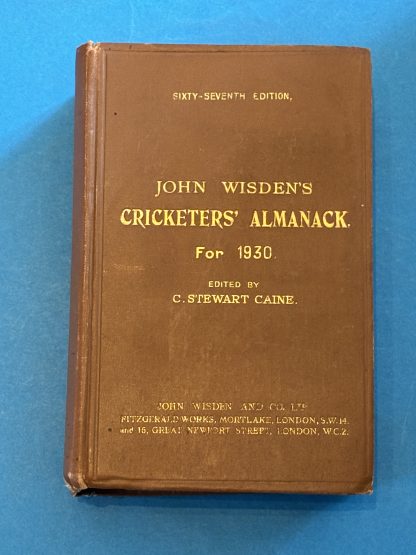 SIXTY-SEVENTH EDITION,
JOHN WISDEN'S
CRICKETERS' ALMANACK.
For 1930.
EDITED BY
C. STEWART CAINE.
JOHN WISDEN AND CO. LTD
FITZGERALD WORKS, MORTLAKE, LONDON, S.W. 14.
and 15, GREAT NEWPORT STREET, LONDON, W.C. 2.